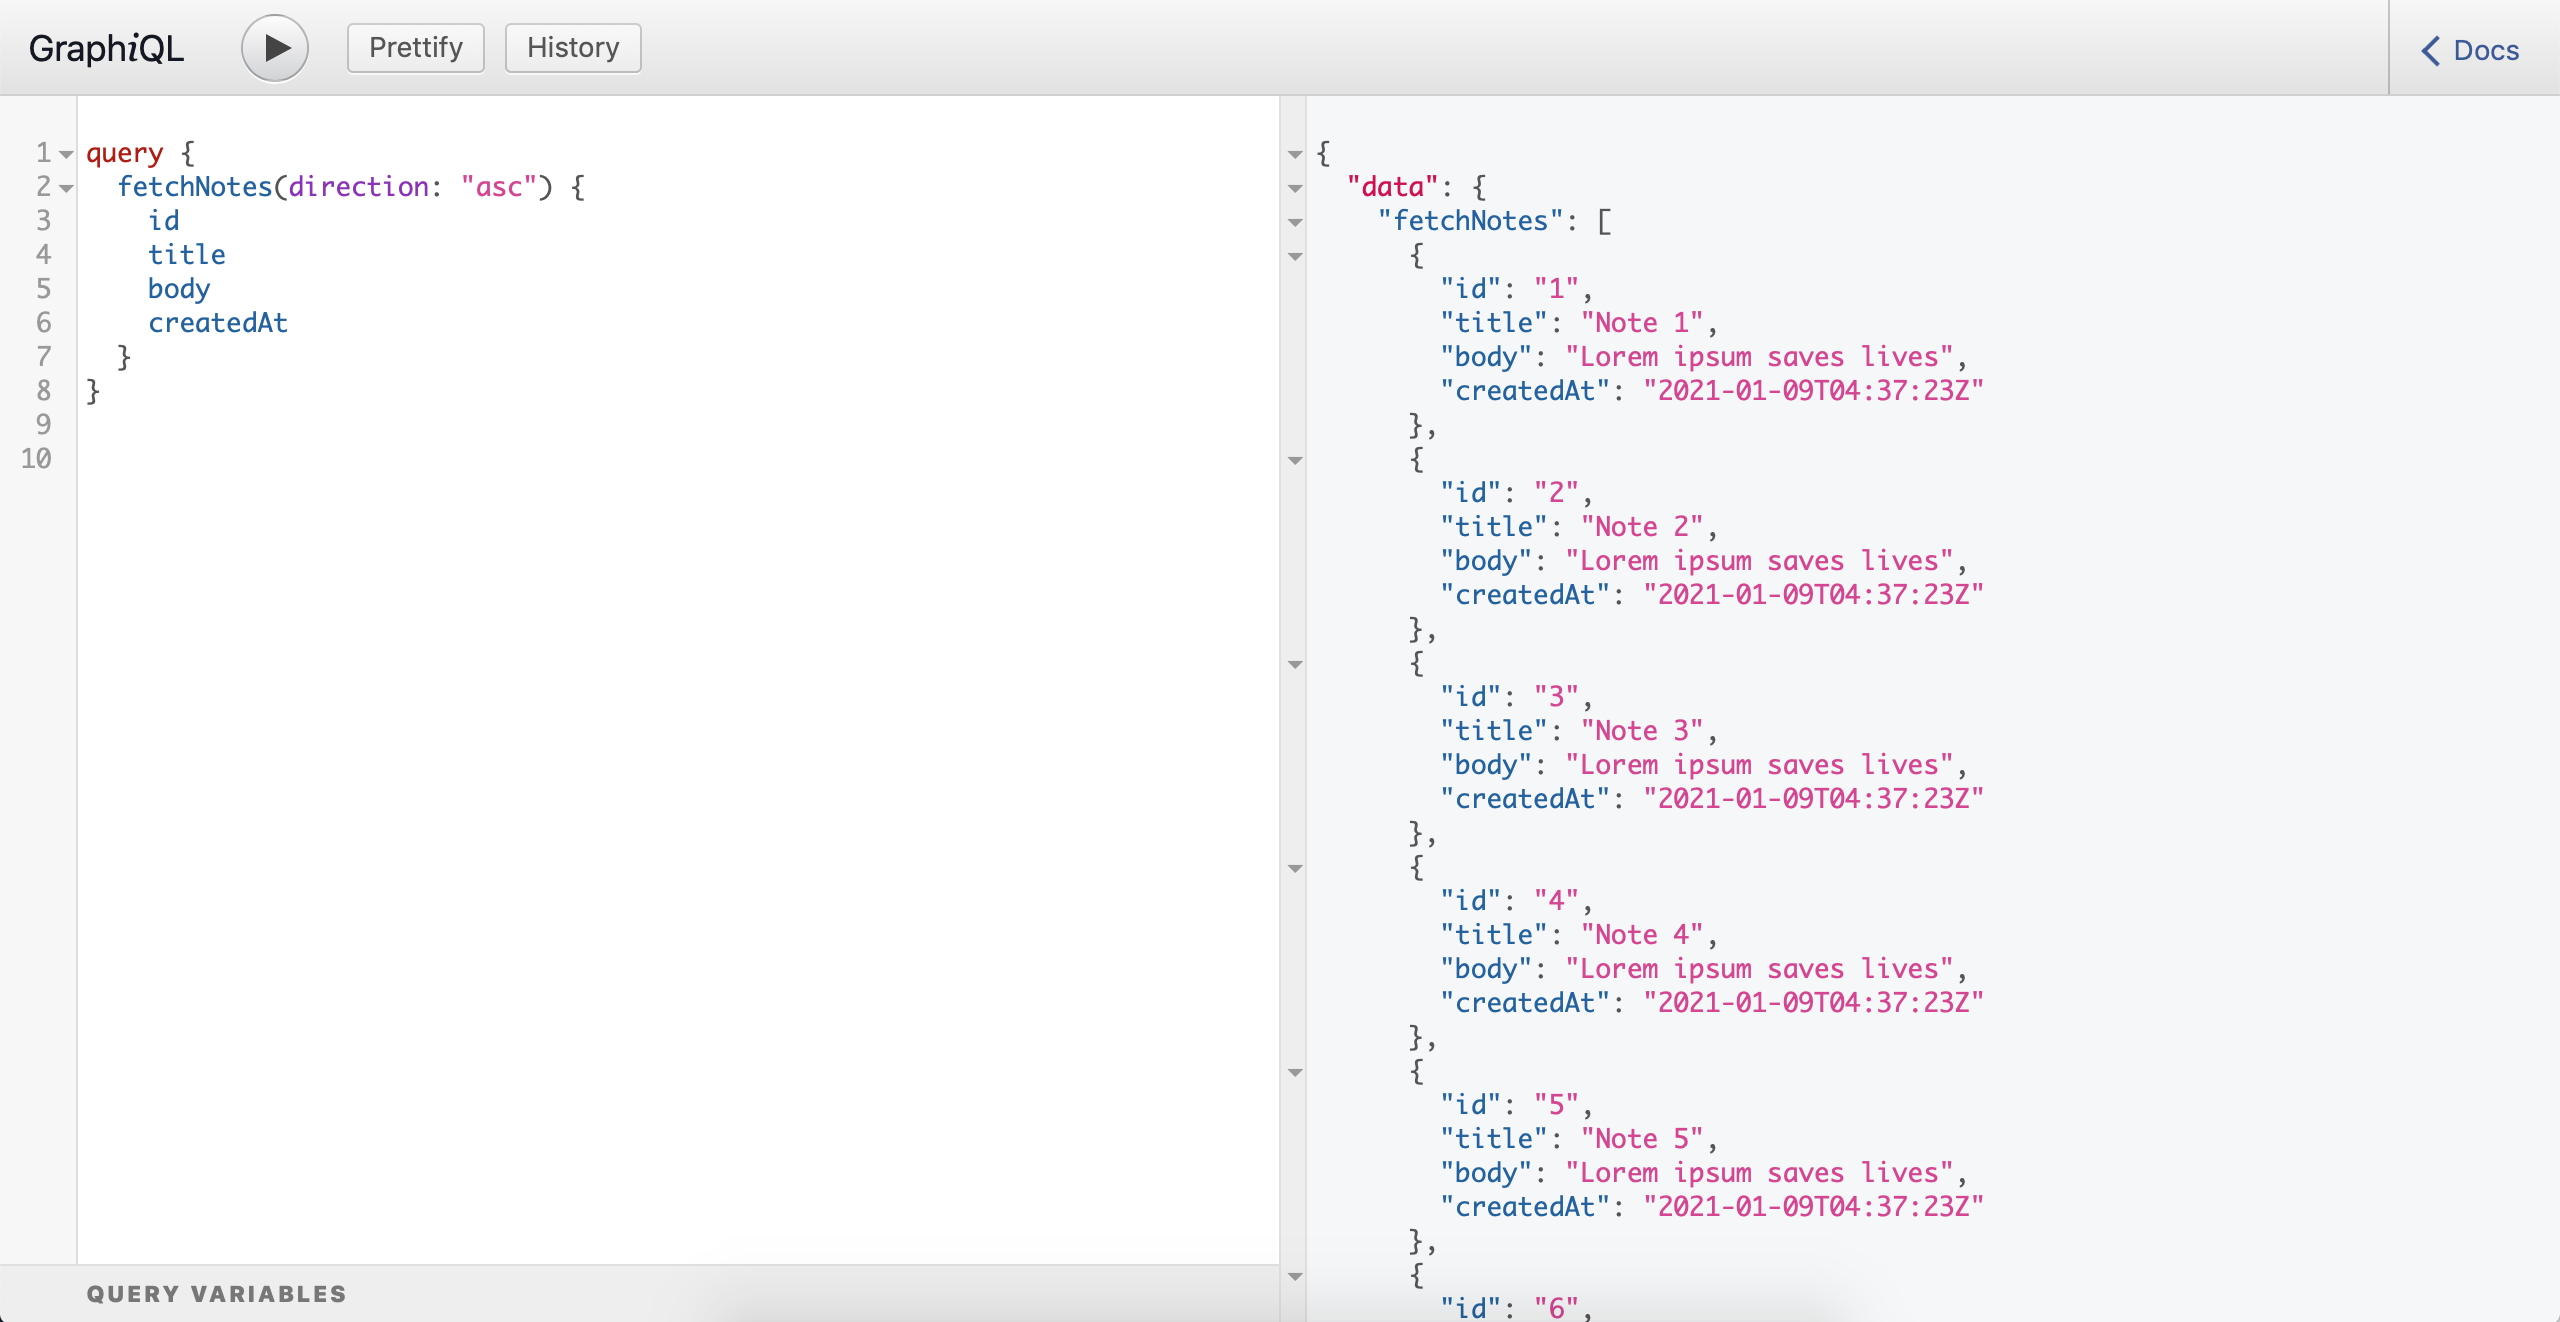 GraphiQL
Prettify
History
Docs
1 query {
2   fetchNotes(direction: "asc") {
3     id
4     title
5     body
6     createdAt
7   }
8 }
9
10
QUERY VARIABLES
{
  "data": {
    "fetchNotes": [
      {
        "id": "1",
        "title": "Note 1",
        "body": "Lorem ipsum saves lives",
        "createdAt": "2021-01-09T04:37:23Z"
      },
      {
        "id": "2",
        "title": "Note 2",
        "body": "Lorem ipsum saves lives",
        "createdAt": "2021-01-09T04:37:23Z"
      },
      {
        "id": "3",
        "title": "Note 3",
        "body": "Lorem ipsum saves lives",
        "createdAt": "2021-01-09T04:37:23Z"
      },
      {
        "id": "4",
        "title": "Note 4",
        "body": "Lorem ipsum saves lives",
        "createdAt": "2021-01-09T04:37:23Z"
      },
      {
        "id": "5",
        "title": "Note 5",
        "body": "Lorem ipsum saves lives",
        "createdAt": "2021-01-09T04:37:23Z"
      },
      {
        "id": "6",